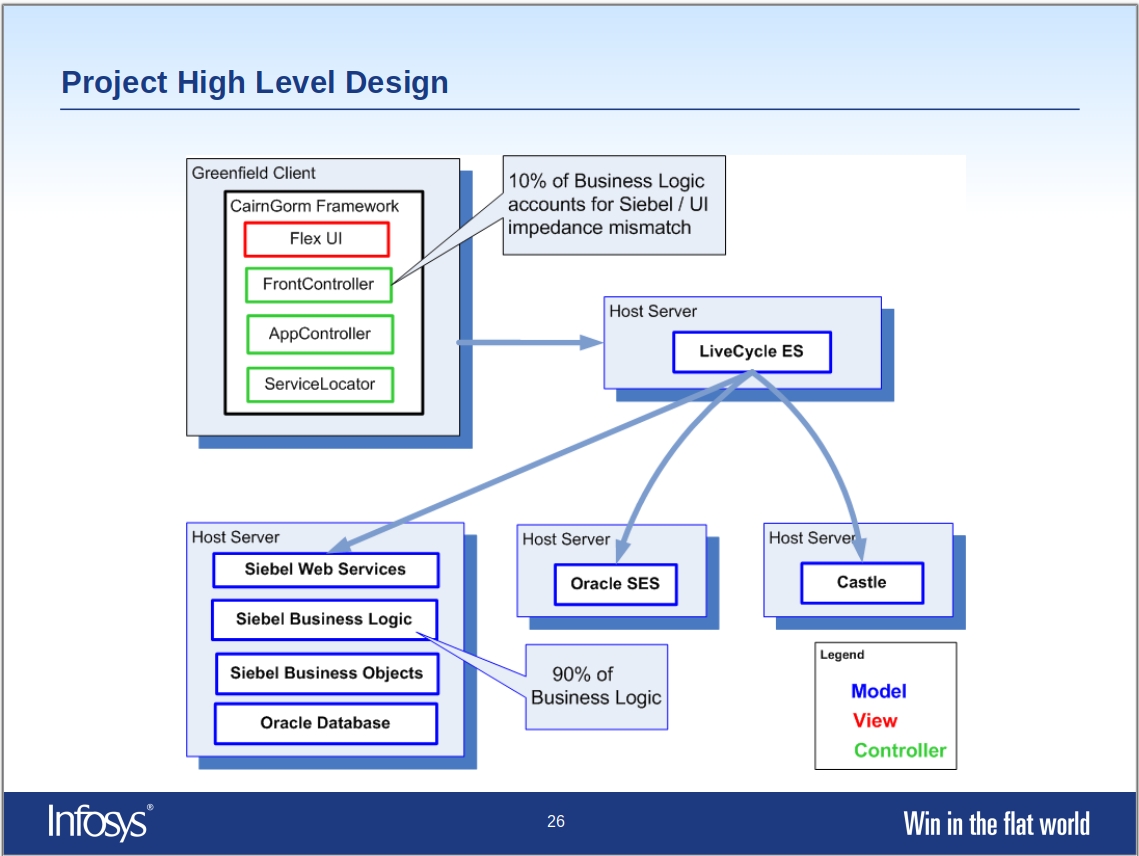 Project High Level Design
Greenfield Client
CairnGorm Framework
Flex UI
FrontController
AppController
ServiceLocator
10% of Business Logic
accounts for Siebel / UI
impedance mismatch
Host Server
LiveCycle ES
Host Server
Siebel Web Services
Siebel Business Logic
Siebel Business Objects
Oracle Database
90% of
Business Logic
Host Server
Oracle SES
Host Server
Castle
Legend
Model
View
Controller
Infosys®
26
Win in the flat world